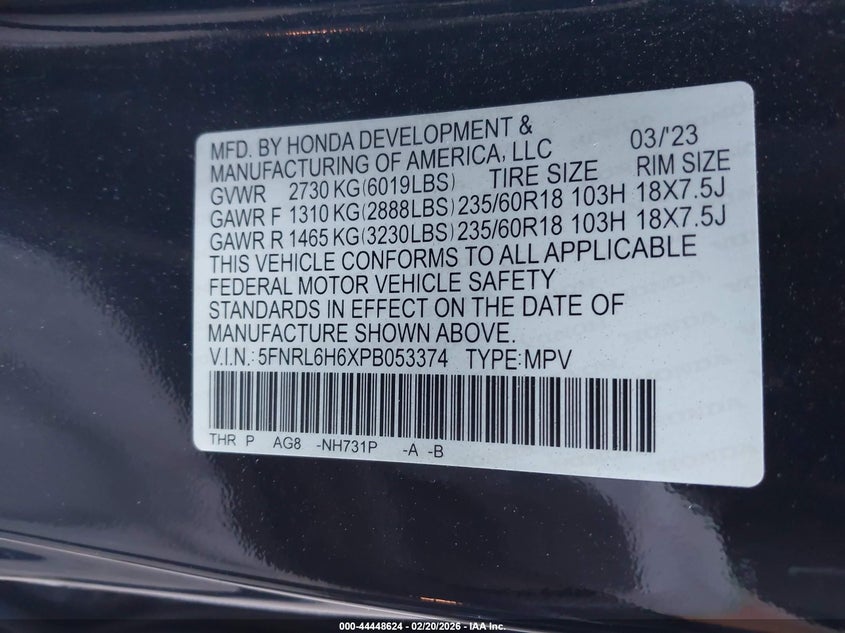 MFD. BY HONDA DEVELOPMENT &
MANUFACTURING OF AMERICA, LLC 03/'23
GVWR 2730 KG(6019LBS) TIRE SIZE RIM SIZE
GAWR F 1310 KG(2888LBS) 235/60R18 103H 18X7.5J
GAWR R 1465 KG(3230LBS) 235/60R18 103H 18X7.5J
THIS VEHICLE CONFORMS TO ALL APPLICABLE
FEDERAL MOTOR VEHICLE SAFETY
STANDARDS IN EFFECT ON THE DATE OF
MANUFACTURE SHOWN ABOVE.
V.I.N.: 5FNRL6H6XPB053374 TYPE:MPV
THR P AG8 -NH731P -A -B
000-44448624 - 02/20/2026 - IAA Inc.